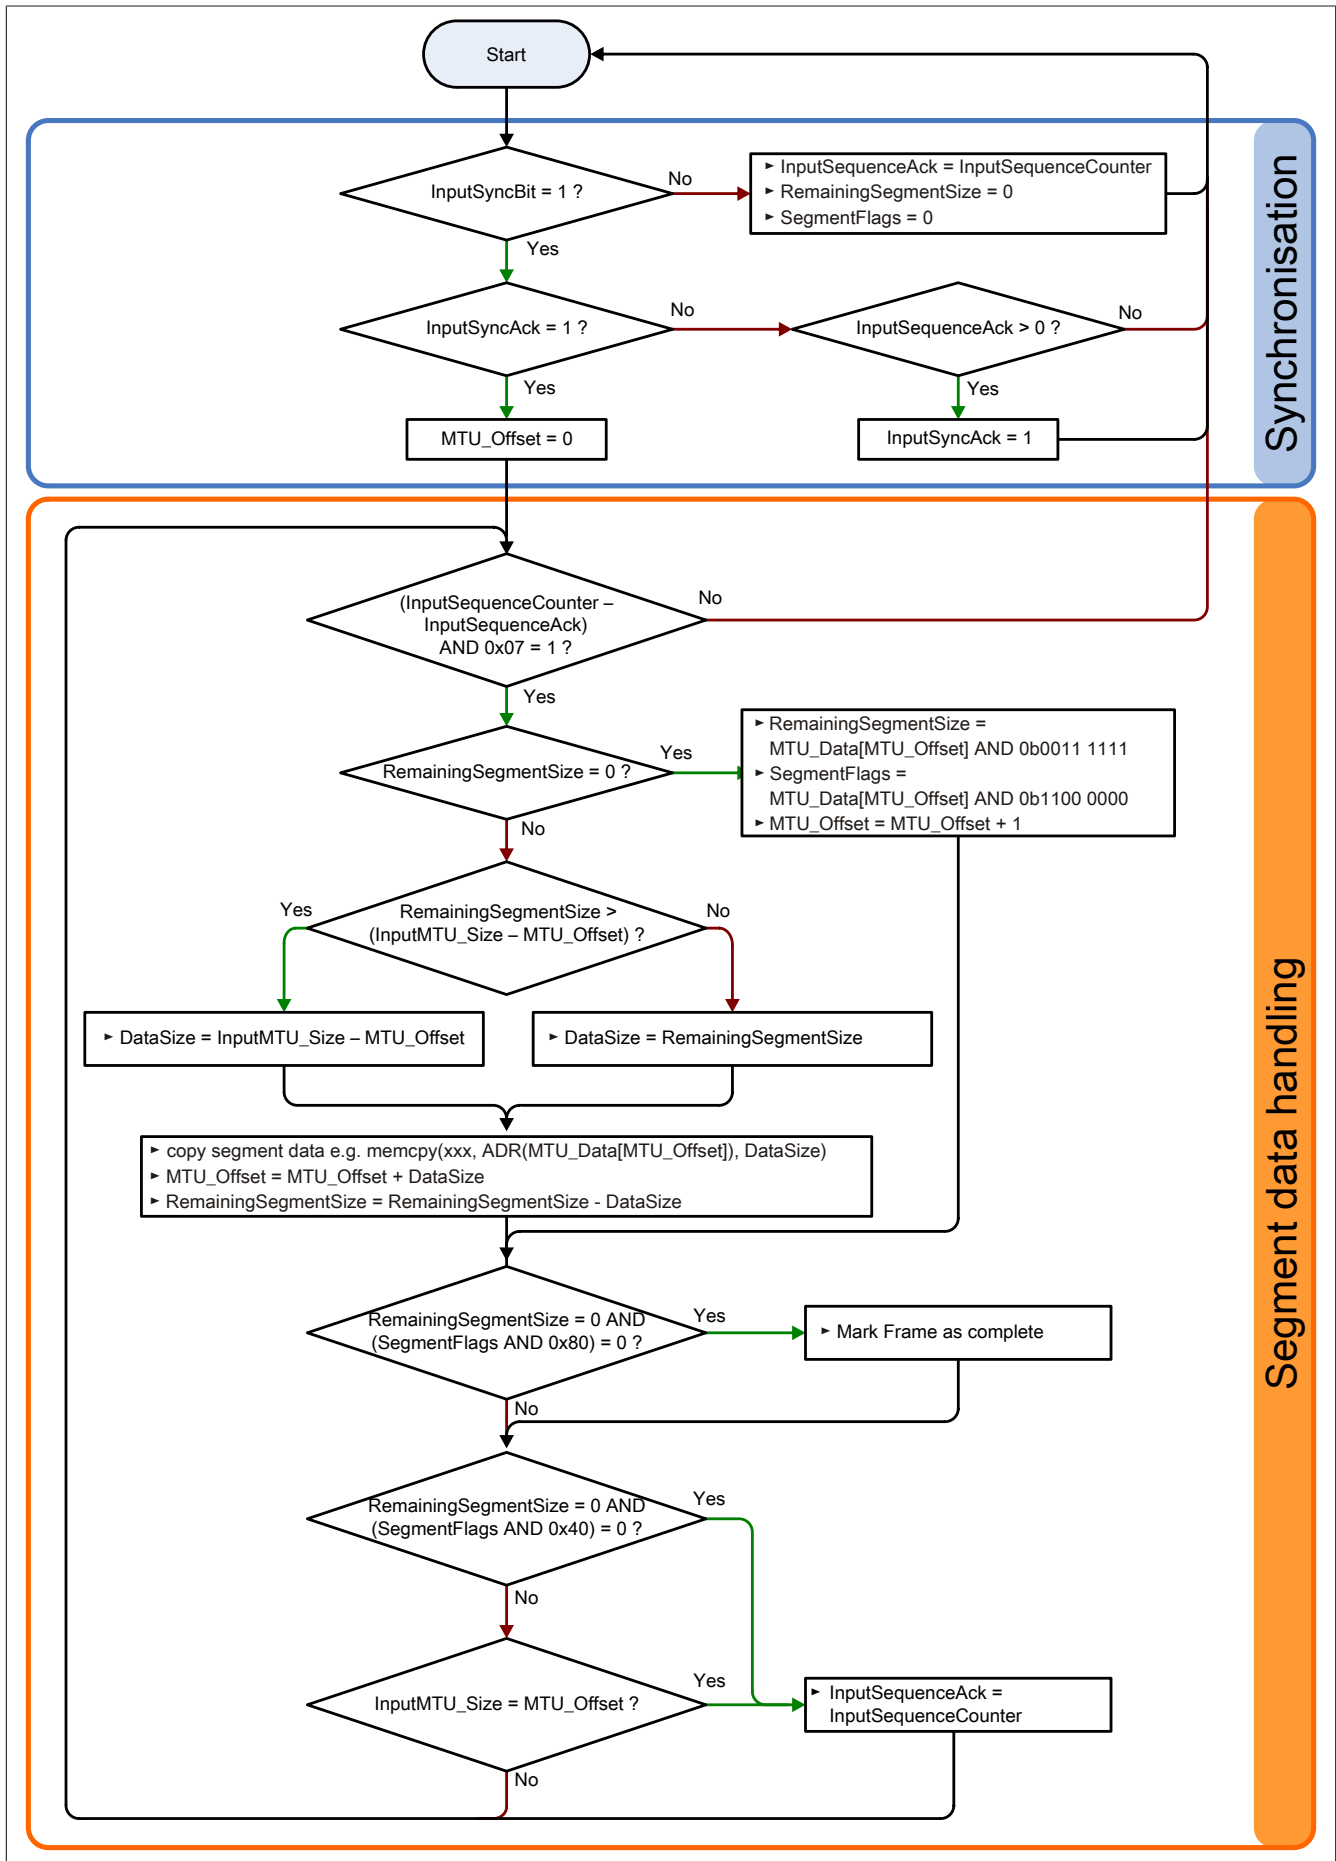 Start
InputSyncBit = 1 ?
No
► InputSequenceAck = InputSequenceCounter
► RemainingSegmentSize = 0
► SegmentFlags = 0
Yes
InputSyncAck = 1 ?
No
InputSequenceAck > 0 ?
No
Yes
Yes
MTU_Offset = 0
InputSyncAck = 1
Synchronisation
(InputSequenceCounter –
InputSequenceAck)
AND 0x07 = 1 ?
No
Yes
RemainingSegmentSize = 0 ?
Yes
► RemainingSegmentSize =
MTU_Data[MTU_Offset] AND 0b0011 1111
► SegmentFlags =
MTU_Data[MTU_Offset] AND 0b1100 0000
► MTU_Offset = MTU_Offset + 1
No
Yes
RemainingSegmentSize >
(InputMTU_Size – MTU_Offset) ?
No
► DataSize = InputMTU_Size – MTU_Offset
► DataSize = RemainingSegmentSize
► copy segment data e.g. memcpy(xxx, ADR(MTU_Data[MTU_Offset]), DataSize)
► MTU_Offset = MTU_Offset + DataSize
► RemainingSegmentSize = RemainingSegmentSize - DataSize
RemainingSegmentSize = 0 AND
(SegmentFlags AND 0x80) = 0 ?
Yes
► Mark Frame as complete
No
RemainingSegmentSize = 0 AND
(SegmentFlags AND 0x40) = 0 ?
Yes
No
InputMTU_Size = MTU_Offset ?
Yes
► InputSequenceAck =
InputSequenceCounter
No
Segment data handling